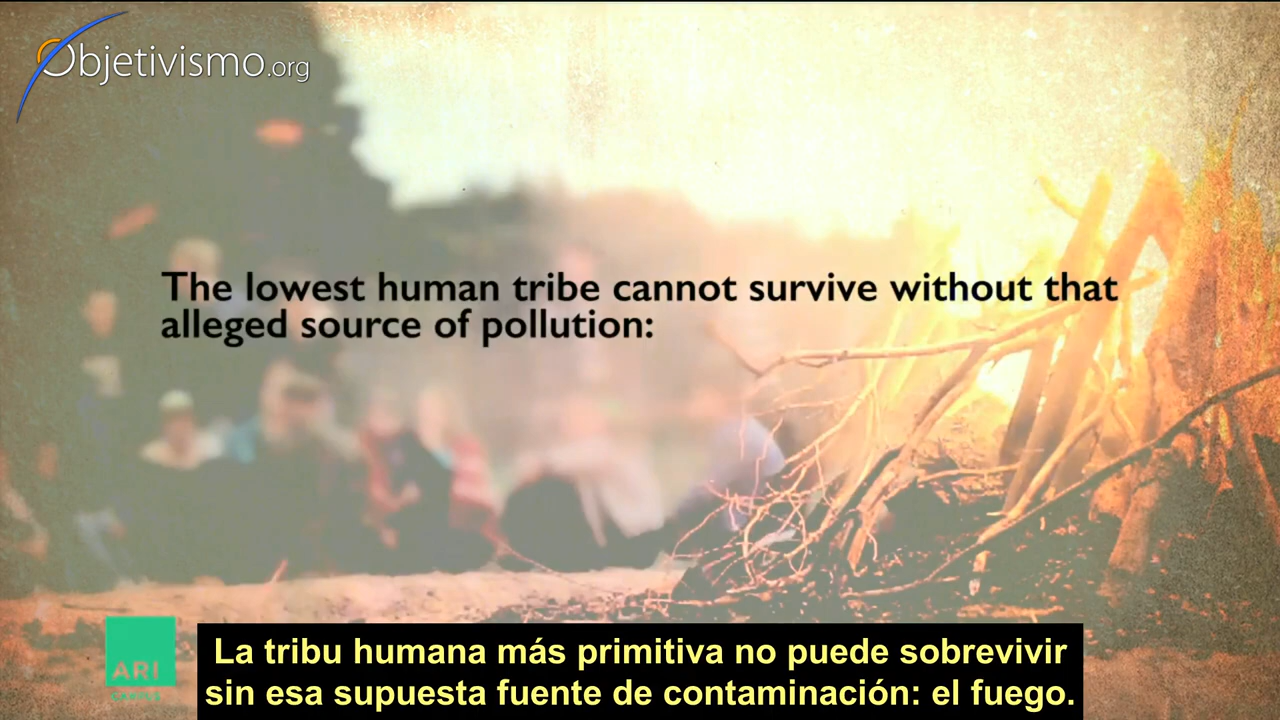 Objetivismo.org
The lowest human tribe cannot survive without that
alleged source of pollution:
ARI
CAMPUS
La tribu humana más primitiva no puede sobrevivir
sin esa supuesta fuente de contaminación: el fuego.